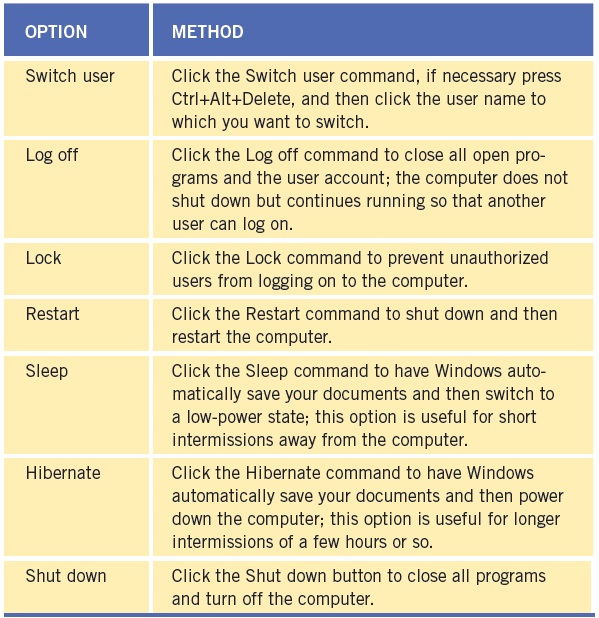 OPTION METHOD
Switch user Click the Switch user command, if necessary press
Ctrl+Alt+Delete, and then click the user name to
which you want to switch.
Log off Click the Log off command to close all open pro-
grams and the user account; the computer does not
shut down but continues running so that another
user can log on.
Lock Click the Lock command to prevent unauthorized
users from logging on to the computer.
Restart Click the Restart command to shut down and then
restart the computer.
Sleep Click the Sleep command to have Windows auto-
matically save your documents and then switch to
a low-power state; this option is useful for short
intermissions away from the computer.
Hibernate Click the Hibernate command to have Windows
automatically save your documents and then power
down the computer; this option is useful for longer
intermissions of a few hours or so.
Shut down Click the Shut down button to close all programs
and turn off the computer.